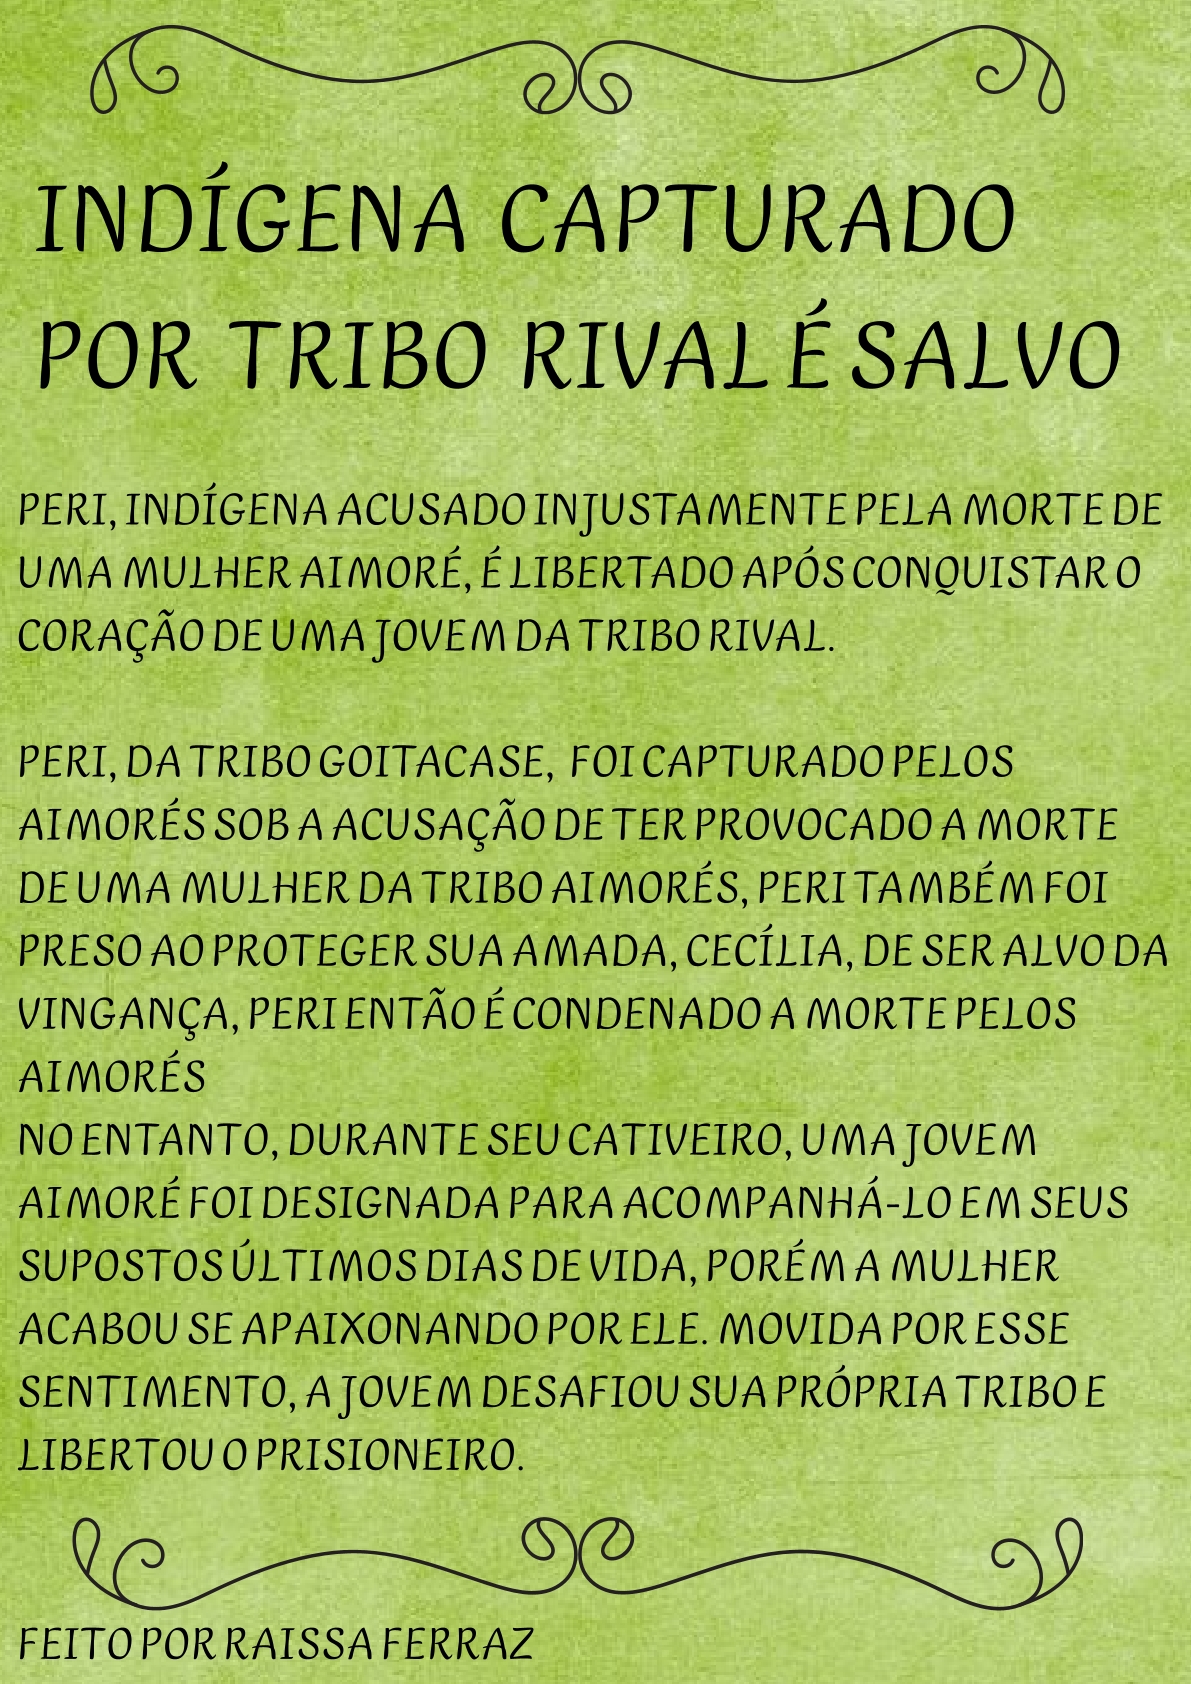 INDÍGENA CAPTURADO
POR TRIBO RIVAL É SALVO
PERI, INDÍGENA ACUSADO INJUSTAMENTE PELA MORTE DE
UMA MULHER AIMORÉ, É LIBERTADO APÓS CONQUISTAR O
CORAÇÃO DE UMA JOVEM DA TRIBO RIVAL.
PERI, DA TRIBO GOITACASE, FOI CAPTURADO PELOS
AIMORÉS SOB A ACUSAÇÃO DE TER PROVOCADO A MORTE
DE UMA MULHER DA TRIBO AIMORÉS, PERI TAMBÉM FOI
PRESO AO PROTEGER SUA AMADA, CECÍLIA, DE SER ALVO DA
VINGANÇA, PERI ENTÃO É CONDENADO A MORTE PELOS
AIMORÉS
NO ENTANTO, DURANTE SEU CATIVEIRO, UMA JOVEM
AIMORÉ FOI DESIGNADA PARA ACOMPANHÁ-LO EM SEUS
SUPOSTOS ÚLTIMOS DIAS DE VIDA, PORÉM A MULHER
ACABOU SE APAIXONANDO POR ELE. MOVIDA POR ESSE
SENTIMENTO, A JOVEM DESAFIOU SUA PRÓPRIA TRIBO E
LIBERTOU O PRISIONEIRO.
FEITO POR RAISSA FERRAZ